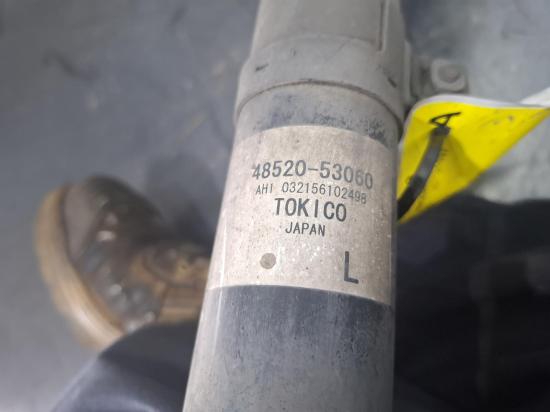 48520-53060
AHI 032156102498
TOKICO
JAPAN
L
A